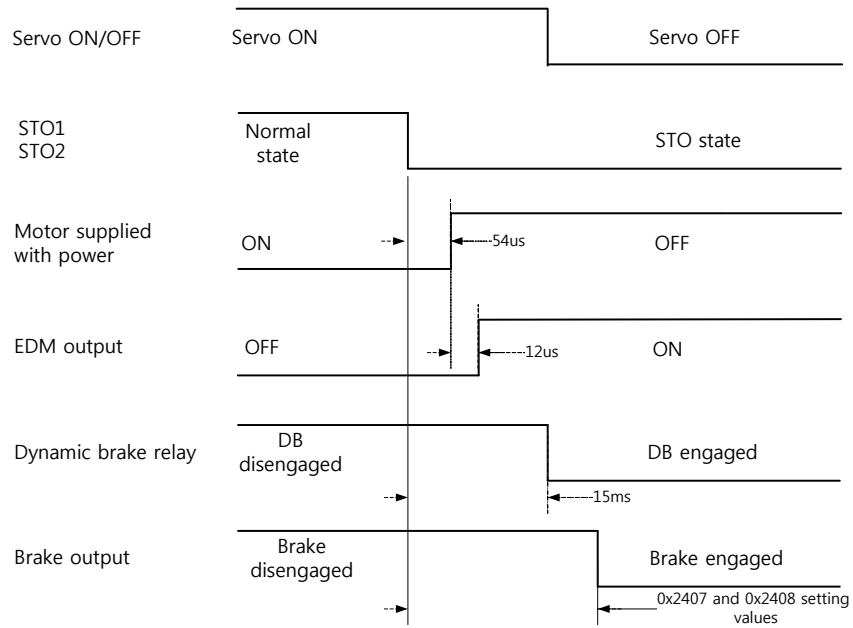 Servo ON/OFF
Servo ON
Servo OFF
STO1
STO2
Normal
state
STO state
Motor supplied
with power
ON
54us
OFF
EDM output
OFF
12us
ON
Dynamic brake relay
DB
disengaged
DB engaged
15ms
Brake output
Brake
disengaged
Brake engaged
0x2407 and 0x2408 setting
values